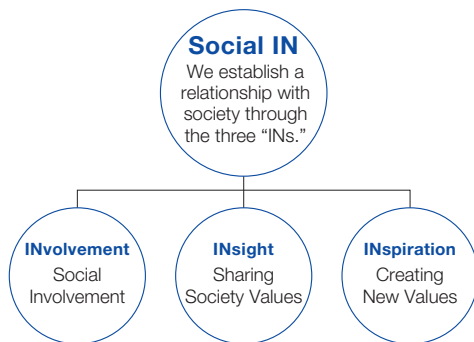 Social IN
We establish a
relationship with
society through
the three “INs.”
INvolvement
Social
Involvement
INsight
Sharing
Society Values
INspiration
Creating
New Values